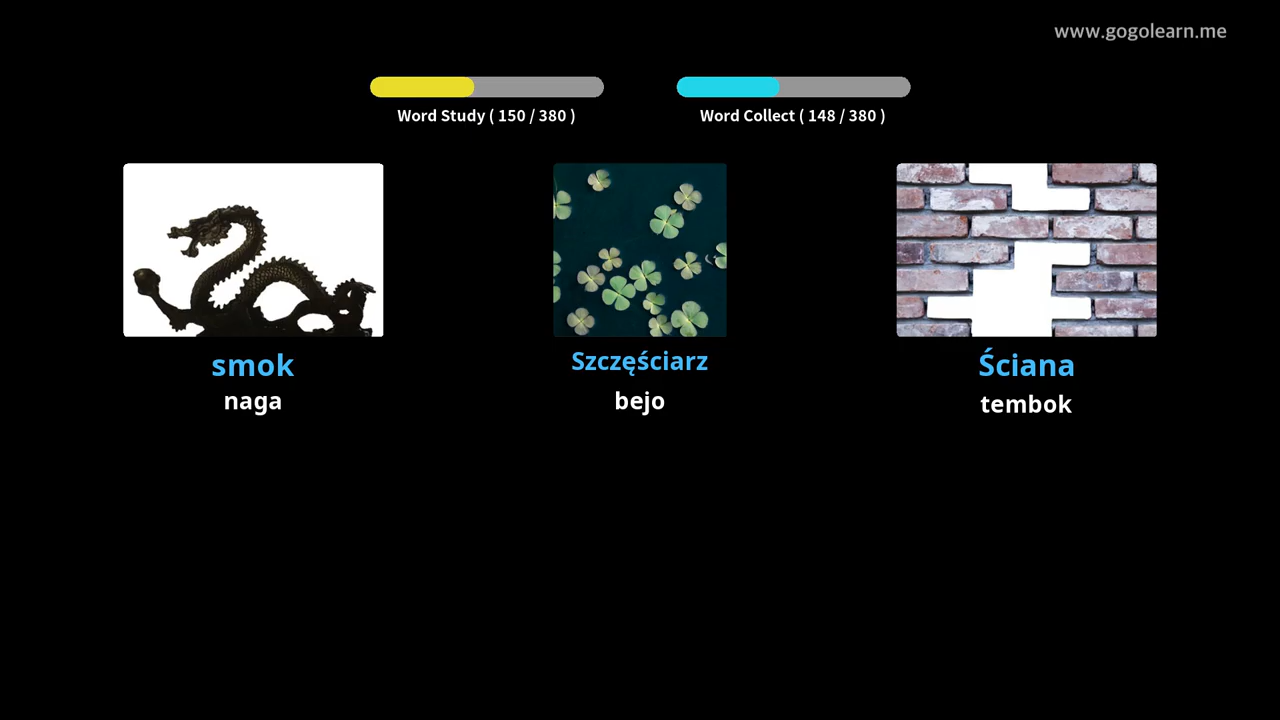 www.gogolearn.me
Word Study ( 150 / 380 )
Word Collect ( 148 / 380 )
smok
naga
Szczęściarz
bejo
Ściana
tembok